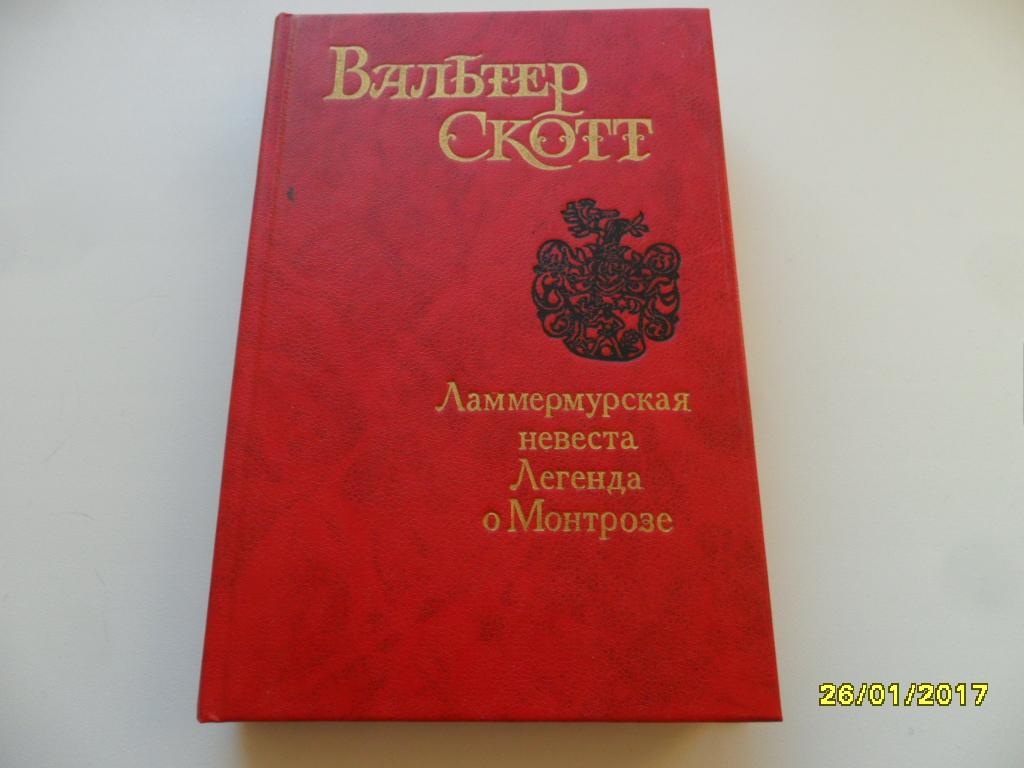 Вальтер
Скотт
Ламмермурская
невеста
Легенда
о Монтрозе
26/01/2017